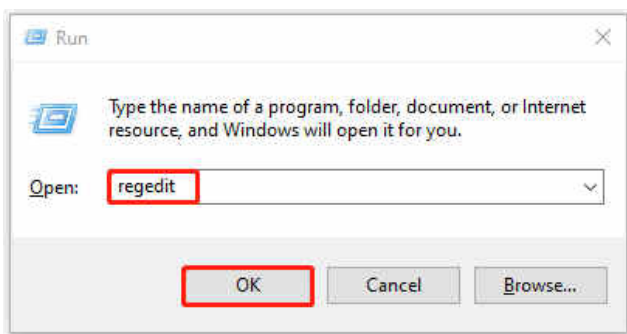 Run
Type the name of a program, folder, document, or Internet
resource, and Windows will open it for you.
Open: regedit
OK Cancel Browse...